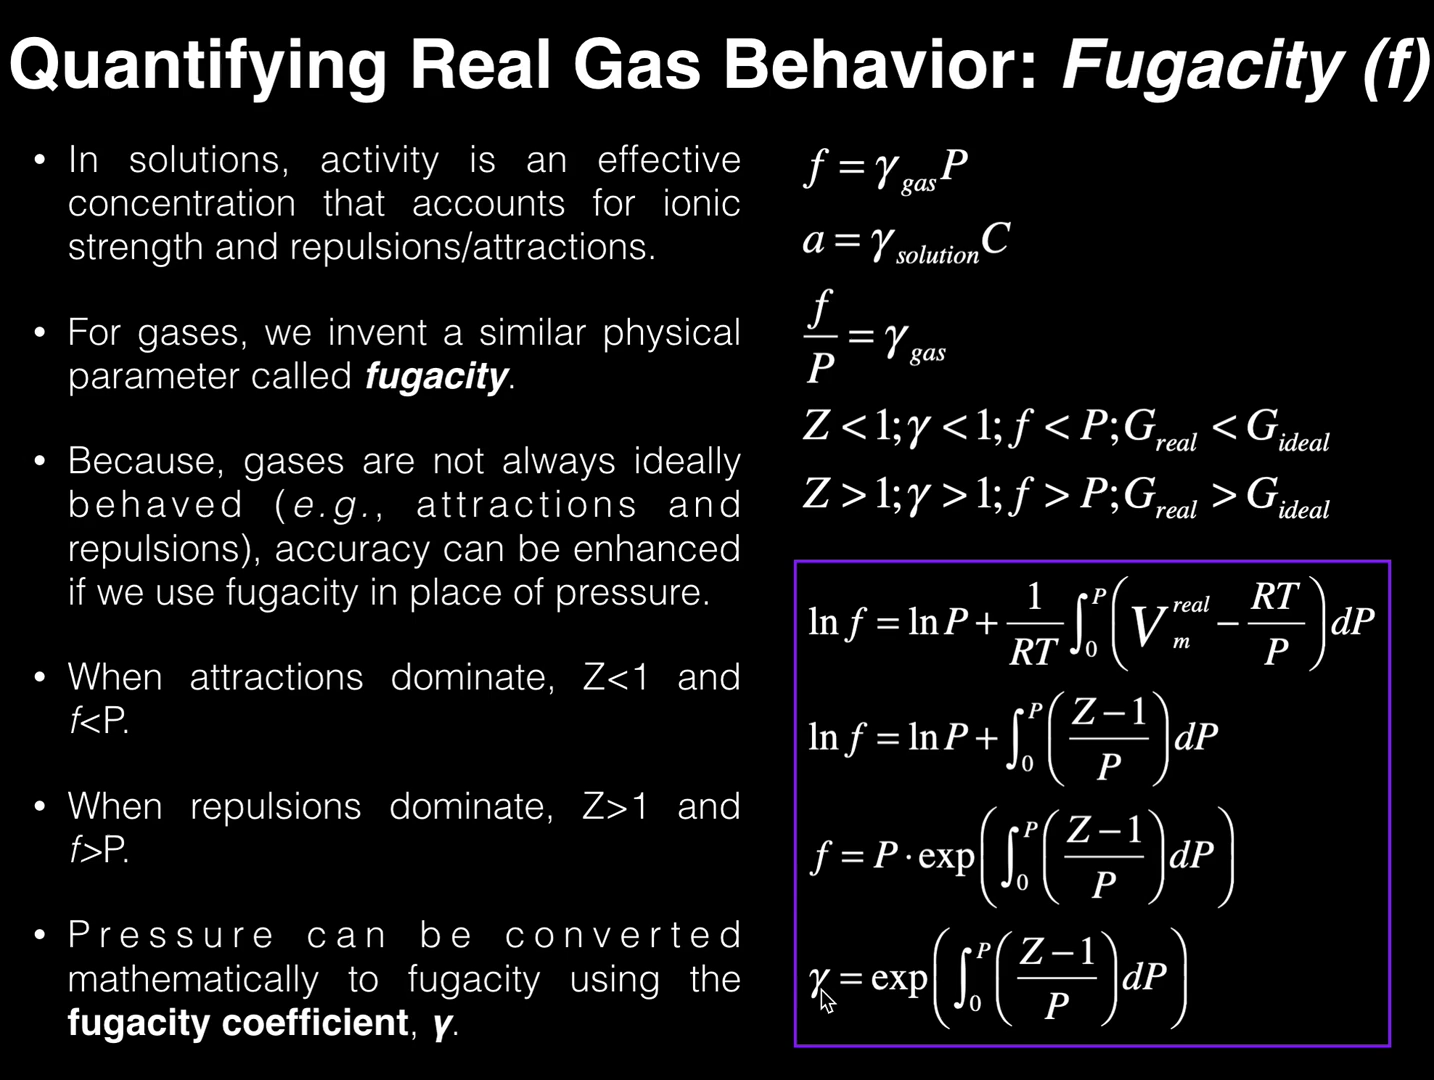 Quantifying Real Gas Behavior: Fugacity (f)
• In solutions, activity is an effective
concentration that accounts for ionic
strength and repulsions/attractions.
• For gases, we invent a similar physical
parameter called fugacity.
• Because, gases are not always ideally
behaved (e.g., attractions and
repulsions), accuracy can be enhanced
if we use fugacity in place of pressure.
• When attractions dominate, Z<1 and
f<P.
• When repulsions dominate, Z>1 and
f>P.
• Pressure can be converted
mathematically to fugacity using the
fugacity coefficient, γ.
f = γ_gas P
a = γ_solution C
f/P = γ_gas
Z < 1; γ < 1; f < P; G_real < G_ideal
Z > 1; γ > 1; f > P; G_real > G_ideal
ln f = ln P + 1/RT ∫_0^P (V_m^real − RT/P) dP
ln f = ln P + ∫_0^P ((Z − 1)/P) dP
f = P · exp(∫_0^P ((Z − 1)/P) dP)
γ = exp(∫_0^P ((Z − 1)/P) dP)